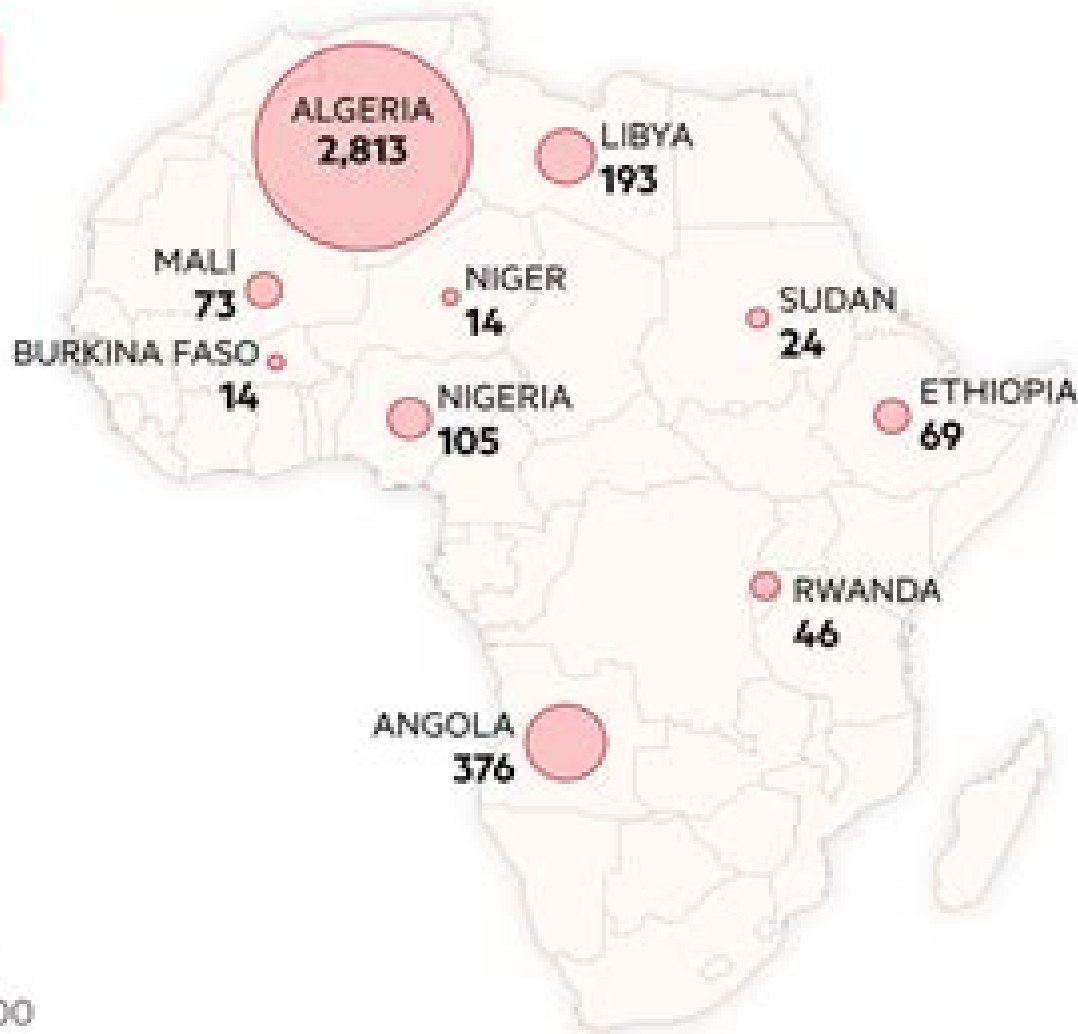 ALGERIA
2,813
LIBYA
193
MALI
73
NIGER
14
SUDAN
24
BURKINA FASO
14
NIGERIA
105
ETHIOPIA
69
RWANDA
46
ANGOLA
376
00